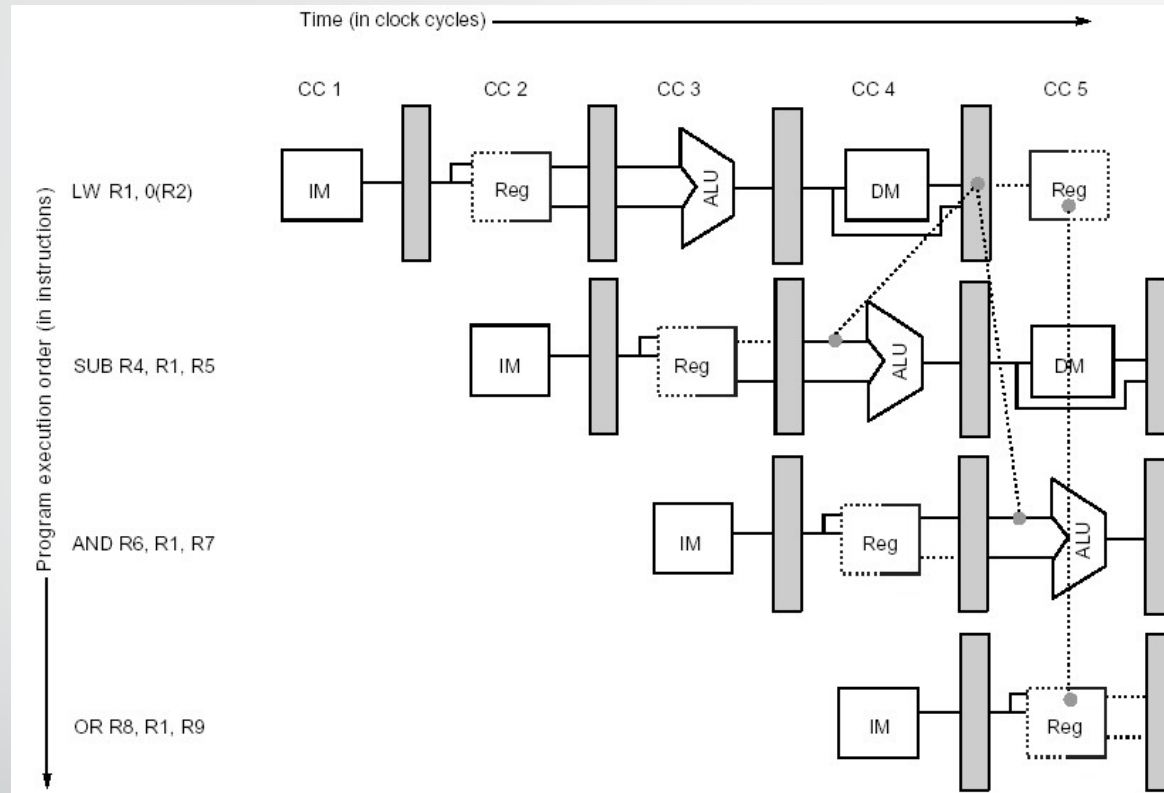 Time (in clock cycles)
CC 1 CC 2 CC 3 CC 4 CC 5
Program execution order (in instructions)
LW R1, 0(R2) IM Reg ALU DM Reg
SUB R4, R1, R5 IM Reg ALU DM
AND R6, R1, R7 IM Reg ALU
OR R8, R1, R9 IM Reg